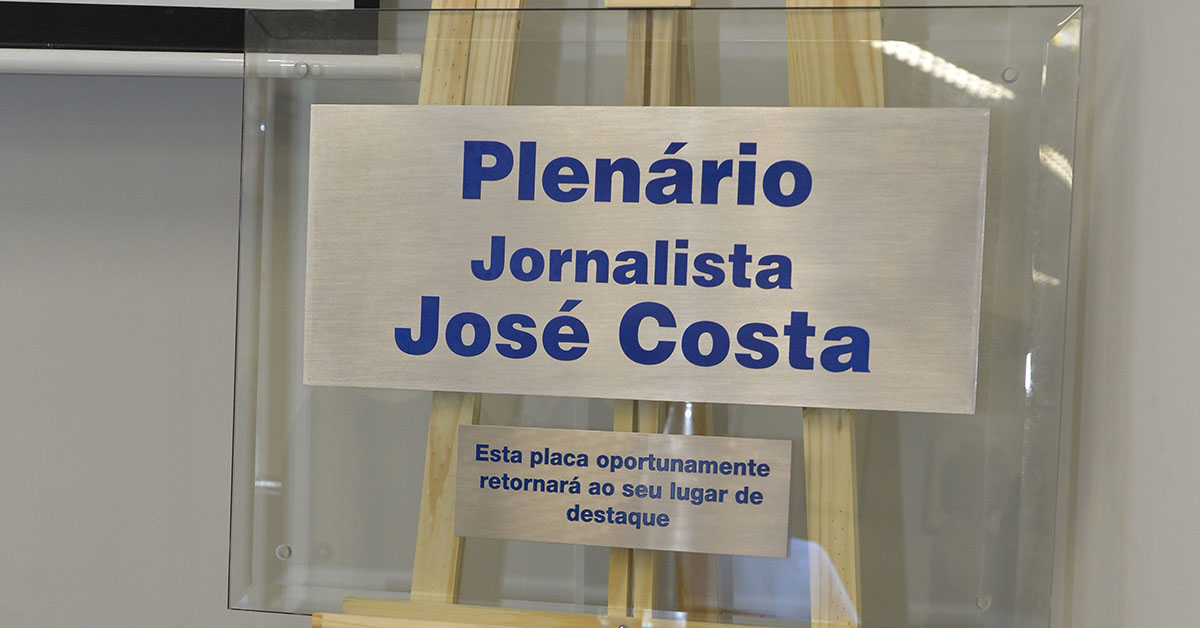 Plenário
Jornalista
José Costa
Esta placa oportunamente
retornará ao seu lugar de
destaque